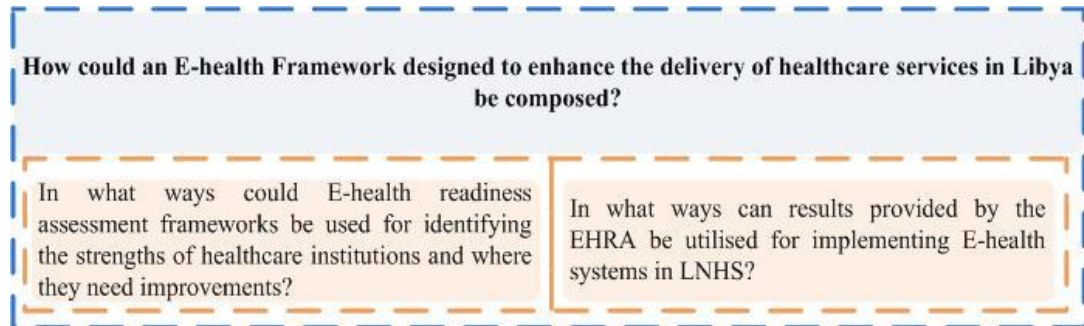 How could an E-health Framework designed to enhance the delivery of healthcare services in Libya
be composed?
In what ways could E-health readiness
assessment frameworks be used for identifying
the strengths of healthcare institutions and where
they need improvements?
In what ways can results provided by the
EHRA be utilised for implementing E-health
systems in LNHS?